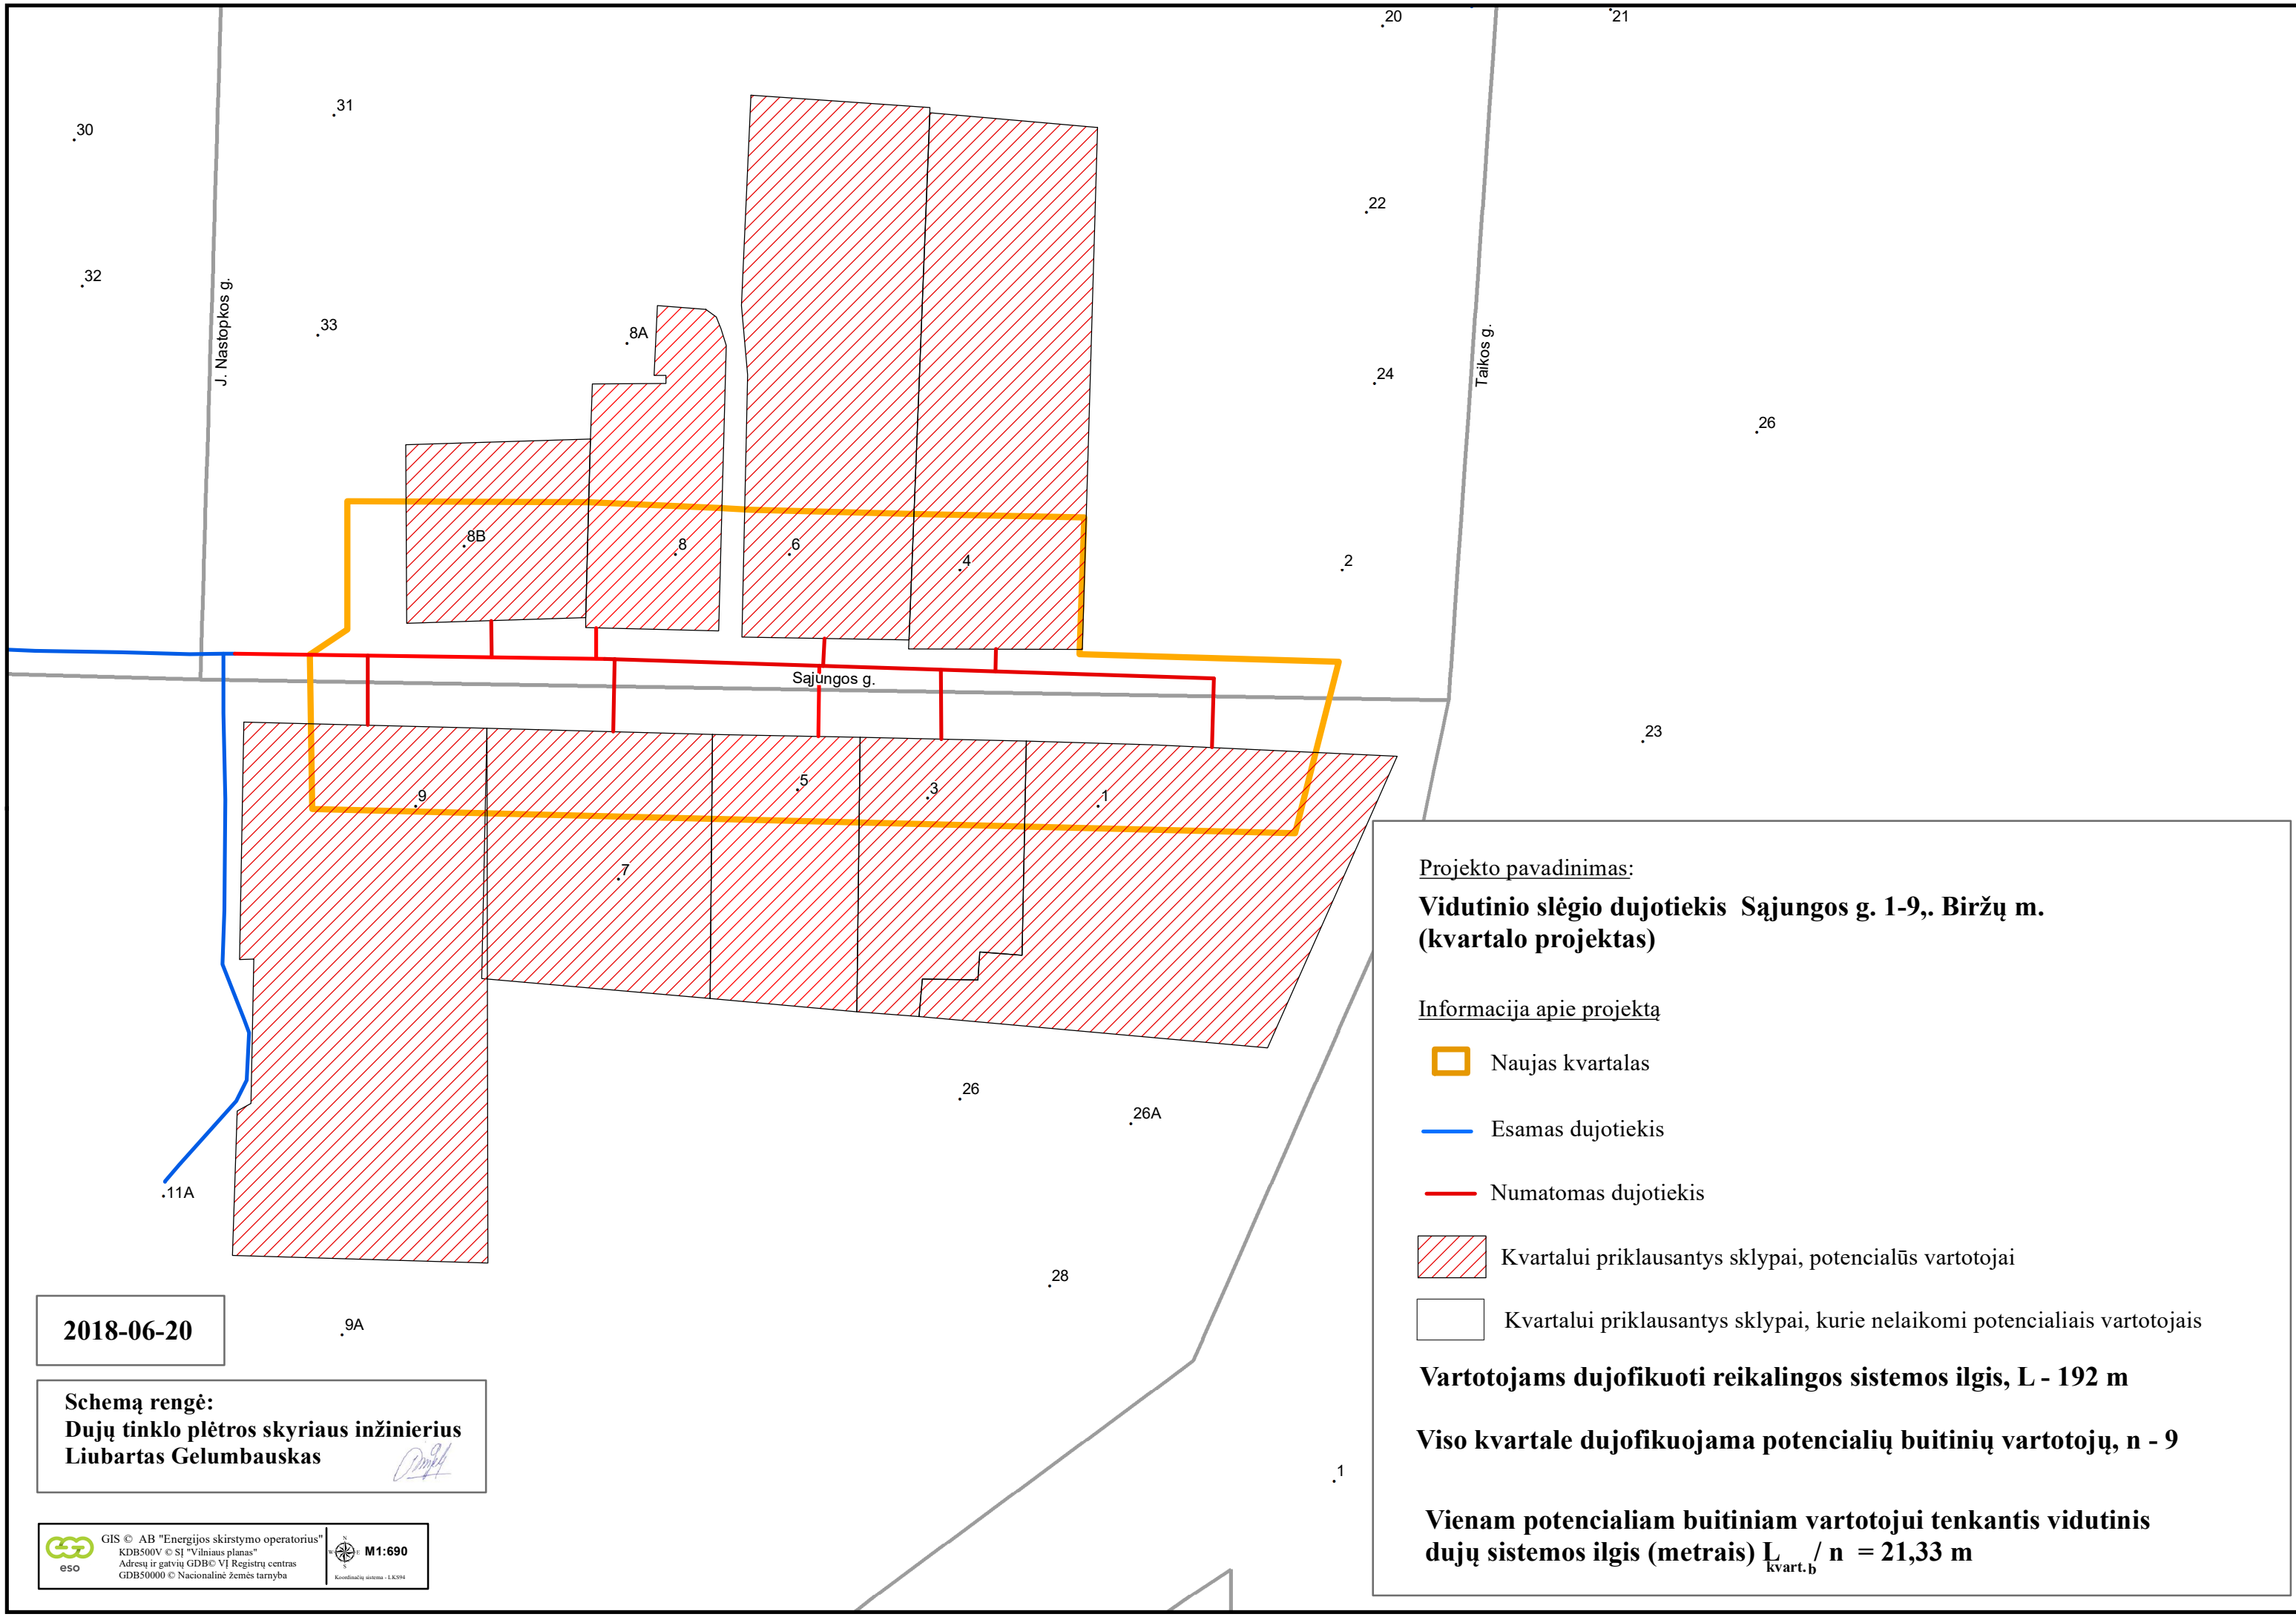 20
21
31
30
22
32
J. Nastopkos g.
33
8A
Taikos g.
24
26
8B
8
6
4
2
Sąjungos g.
23
9
5
3
1
7
26
26A
11A
28
9A
1
2018-06-20
Schemą rengė:
Dujų tinklo plėtros skyriaus inžinierius
Liubartas Gelumbauskas
eso
GIS © AB "Energijos skirstymo operatorius"
KDB500V © SĮ "Vilniaus planas"
Adresų ir gatvių GDB© VĮ Registrų centras
GDB50000 © Nacionalinė žemės tarnyba
N
W E
S
M1:690
Koordinačių sistema - LKS94
Projekto pavadinimas:
Vidutinio slėgio dujotiekis Sąjungos g. 1-9,. Biržų m.
(kvartalo projektas)
Informacija apie projektą
Naujas kvartalas
Esamas dujotiekis
Numatomas dujotiekis
Kvartalui priklausantys sklypai, potencialūs vartotojai
Kvartalui priklausantys sklypai, kurie nelaikomi potencialiais vartotojais
Vartotojams dujofikuoti reikalingos sistemos ilgis, L - 192 m
Viso kvartale dujofikuojama potencialių buitinių vartotojų, n - 9
Vienam potencialiam buitiniam vartotojui tenkantis vidutinis
dujų sistemos ilgis (metrais) L kvart.b / n = 21,33 m